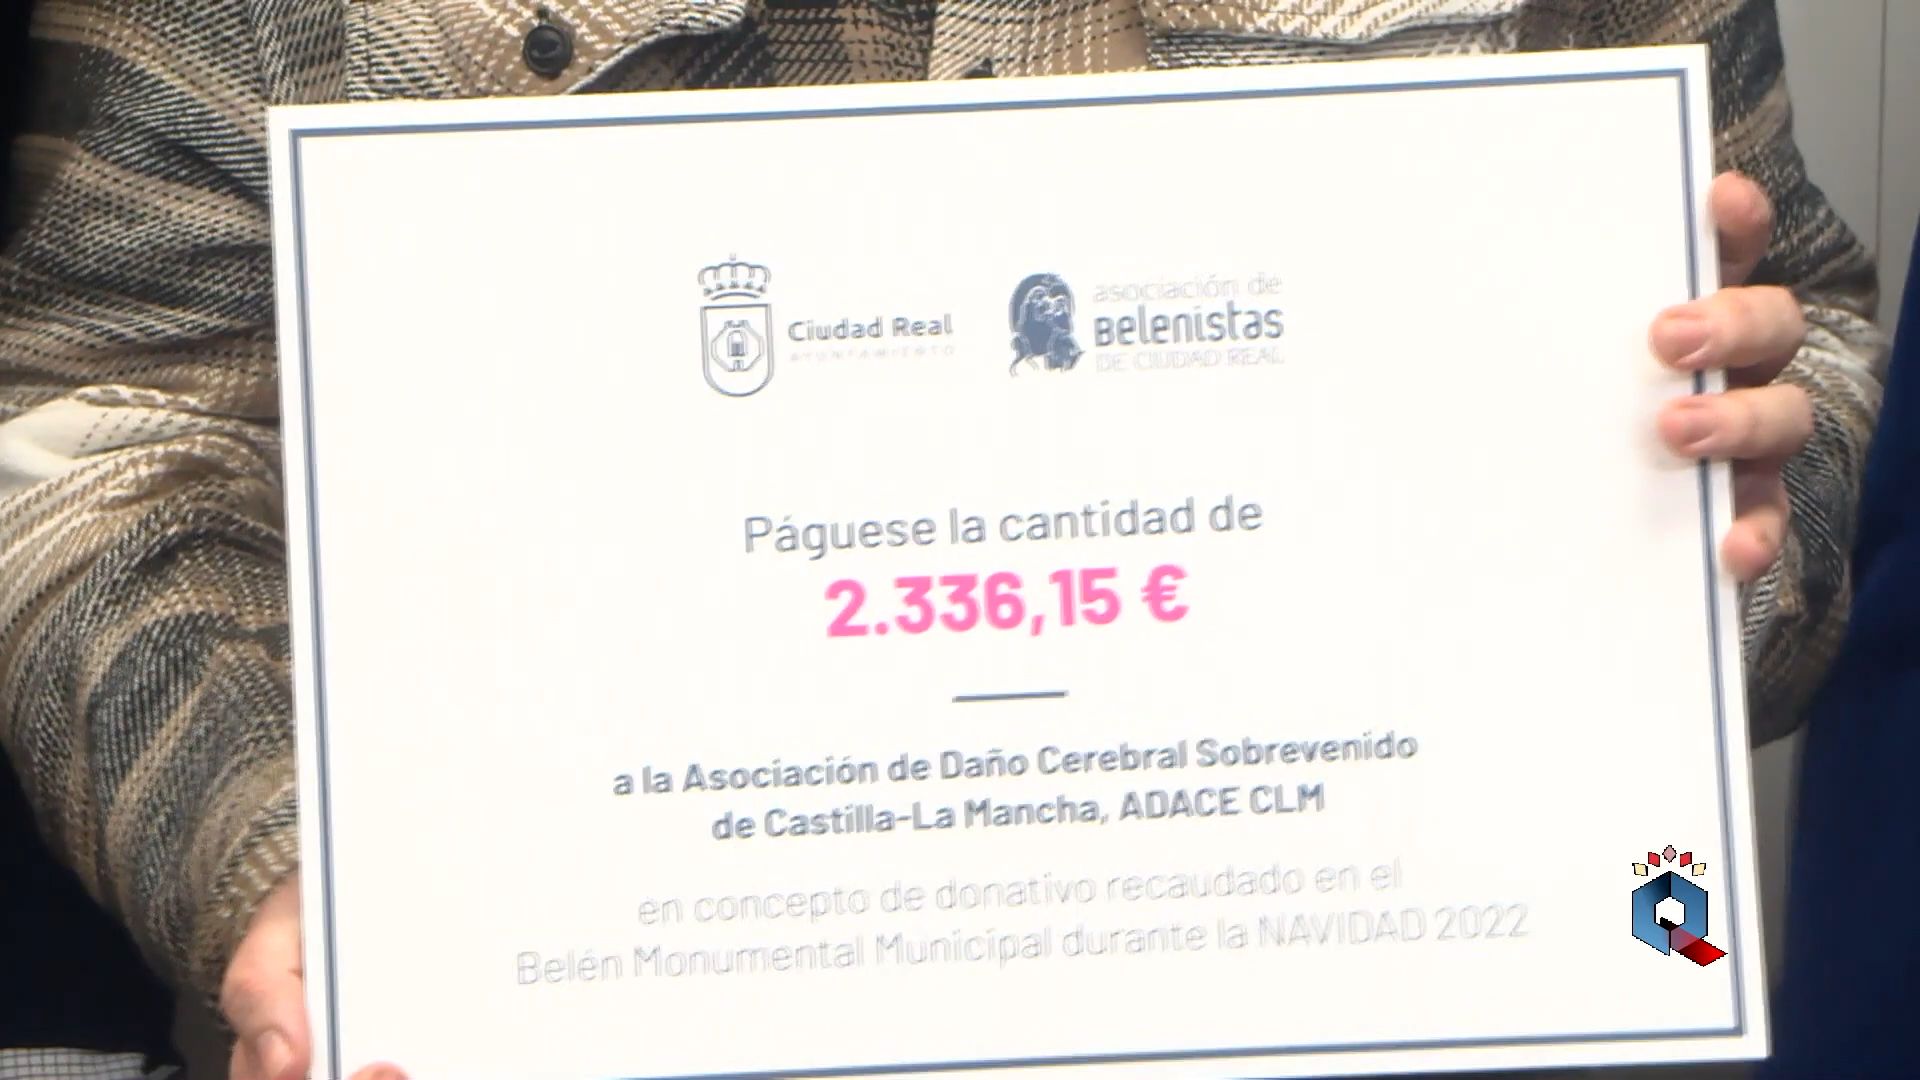 Ciudad Real
AYUNTAMIENTO
asociación de
Belenistas
DE CIUDAD REAL
Páguese la cantidad de
2.336,15 €
a la Asociación de Daño Cerebral Sobrevenido
de Castilla-La Mancha, ADACE CLM
en concepto de donativo recaudado en el
Belén Monumental Municipal durante la NAVIDAD 2022